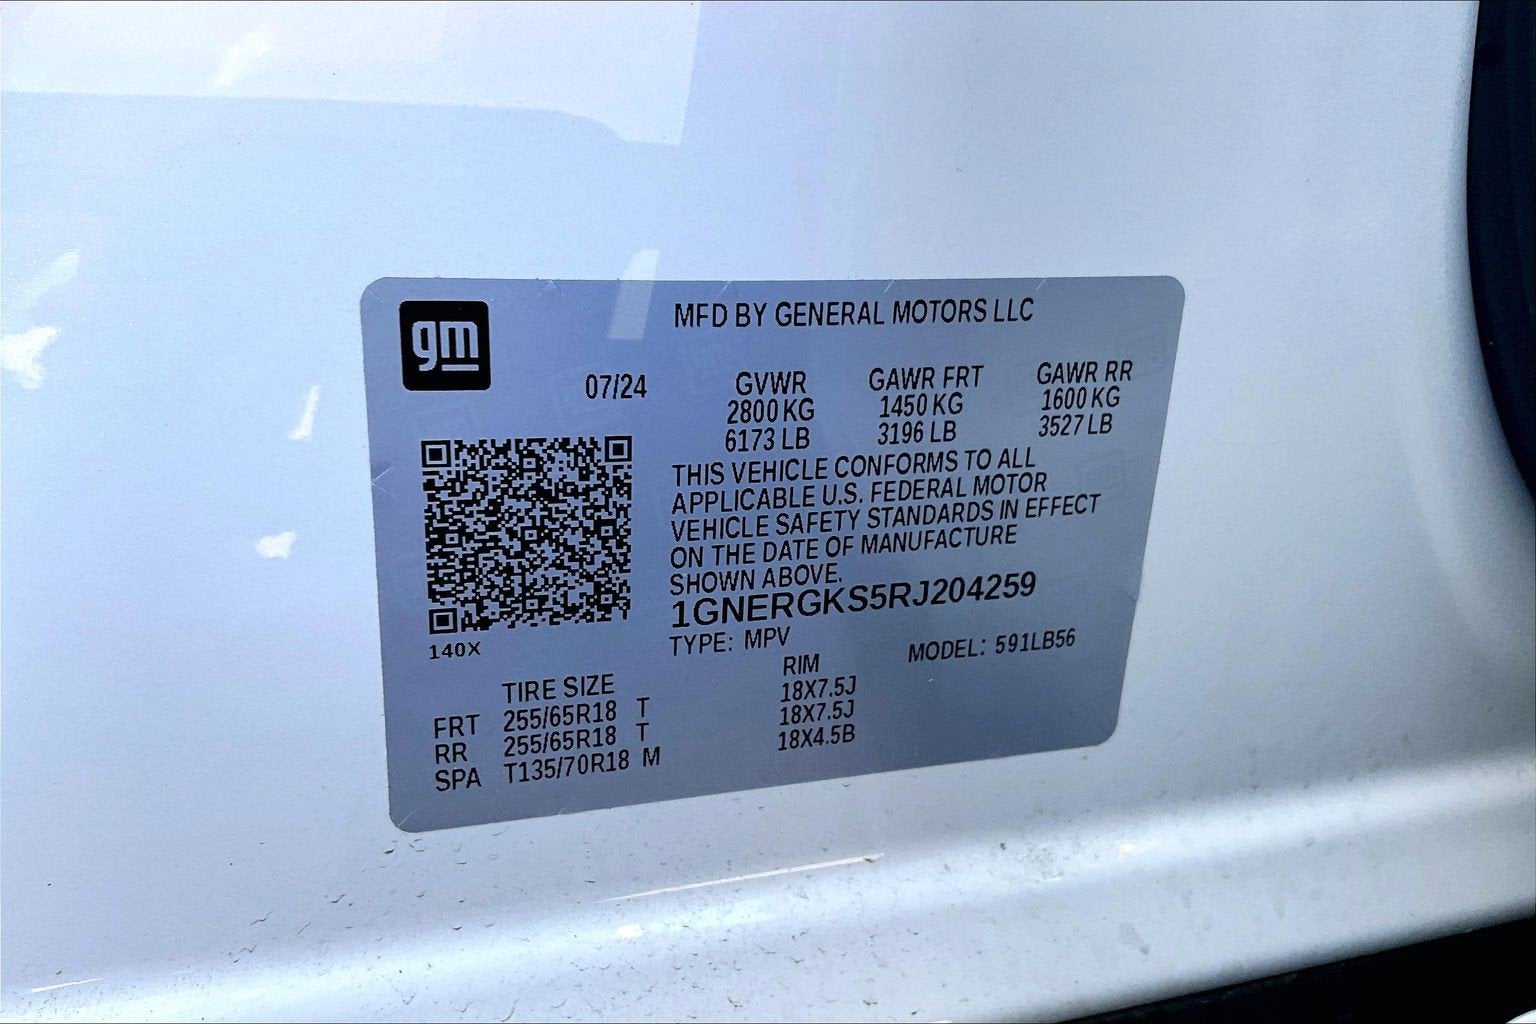 gm
MFD BY GENERAL MOTORS LLC
07/24
GVWR GAWR FRT GAWR RR
2800 KG 1450 KG 1600 KG
6173 LB 3196 LB 3527 LB
THIS VEHICLE CONFORMS TO ALL
APPLICABLE U.S. FEDERAL MOTOR
VEHICLE SAFETY STANDARDS IN EFFECT
ON THE DATE OF MANUFACTURE
SHOWN ABOVE.
1GNERGKS5RJ204259
140X
TYPE: MPV MODEL: 591LB56
TIRE SIZE RIM
FRT 255/65R18 T 18X7.5J
RR 255/65R18 T 18X7.5J
SPA T135/70R18 M 18X4.5B